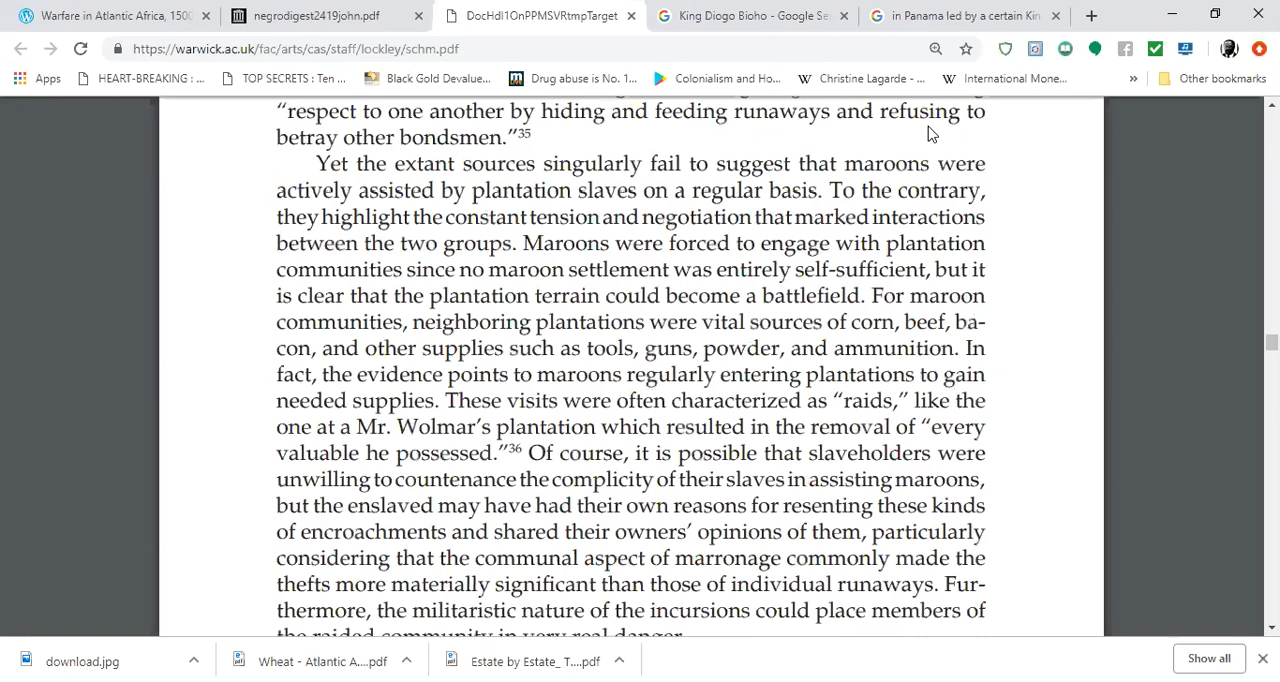 Warfare in Atlantic Africa, 1500
negrodigest2419john.pdf
DocHdl1OnPPMSVRtmpTarget
King Diogo Bioho - Google Se
in Panama led by a certain Kin
https://warwick.ac.uk/fac/arts/cas/staff/lockley/schm.pdf
Apps
HEART-BREAKING : ...
TOP SECRETS : Ten ...
Black Gold Devalue...
Drug abuse is No. 1...
Colonialism and Ho...
Christine Lagarde - ...
International Mone...
»
Other bookmarks
“respect to one another by hiding and feeding runaways and refusing to
betray other bondsmen.”35
Yet the extant sources singularly fail to suggest that maroons were
actively assisted by plantation slaves on a regular basis. To the contrary,
they highlight the constant tension and negotiation that marked interactions
between the two groups. Maroons were forced to engage with plantation
communities since no maroon settlement was entirely self-sufficient, but it
is clear that the plantation terrain could become a battlefield. For maroon
communities, neighboring plantations were vital sources of corn, beef, ba-
con, and other supplies such as tools, guns, powder, and ammunition. In
fact, the evidence points to maroons regularly entering plantations to gain
needed supplies. These visits were often characterized as “raids,” like the
one at a Mr. Wolmar’s plantation which resulted in the removal of “every
valuable he possessed.”36 Of course, it is possible that slaveholders were
unwilling to countenance the complicity of their slaves in assisting maroons,
but the enslaved may have had their own reasons for resenting these kinds
of encroachments and shared their owners’ opinions of them, particularly
considering that the communal aspect of marronage commonly made the
thefts more materially significant than those of individual runaways. Fur-
thermore, the militaristic nature of the incursions could place members of
the raided community in very real danger.
download.jpg
Wheat - Atlantic A....pdf
Estate by Estate_ T....pdf
Show all